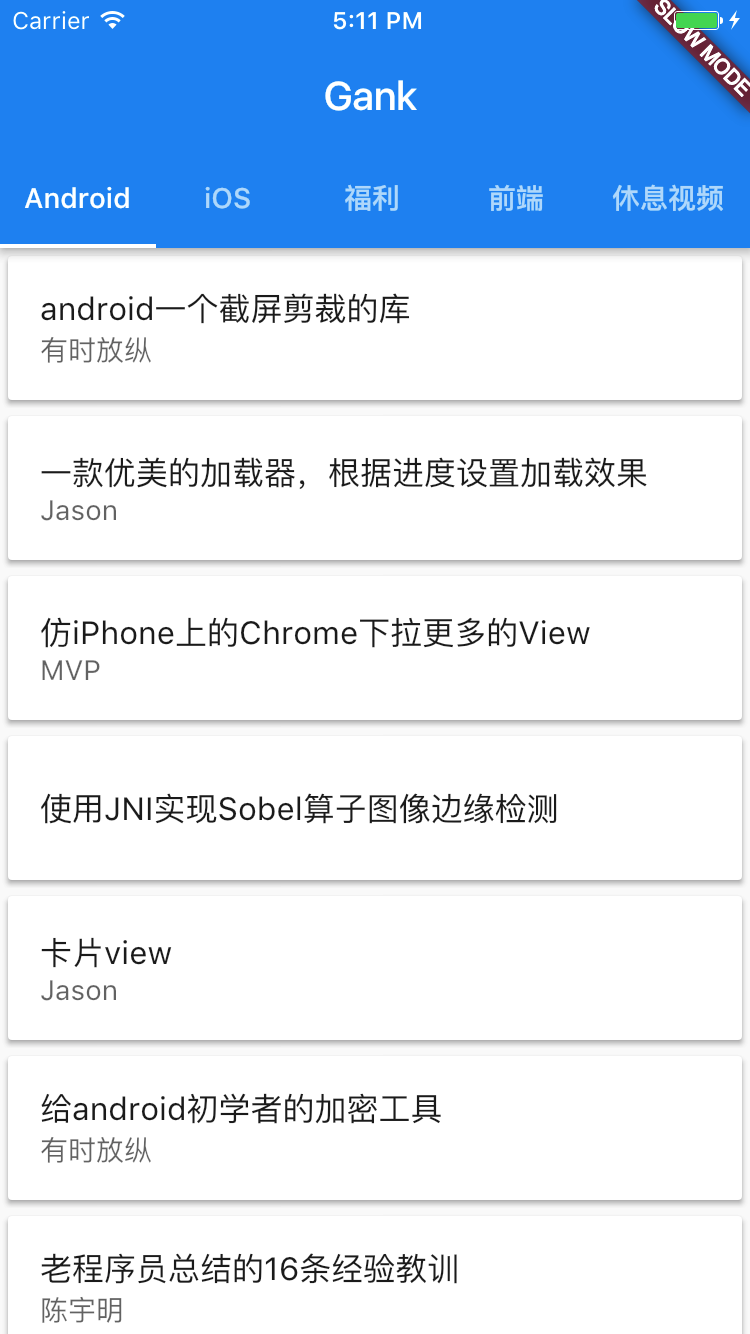 Carrier 5:11 PM
SLOW MODE
Gank
Android iOS 福利 前端 休息视频
android一个截屏剪裁的库
有时放纵
一款优美的加载器，根据进度设置加载效果
Jason
仿iPhone上的Chrome下拉更多的View
MVP
使用JNI实现Sobel算子图像边缘检测
卡片view
Jason
给android初学者的加密工具
有时放纵
老程序员总结的16条经验教训
陈宇明